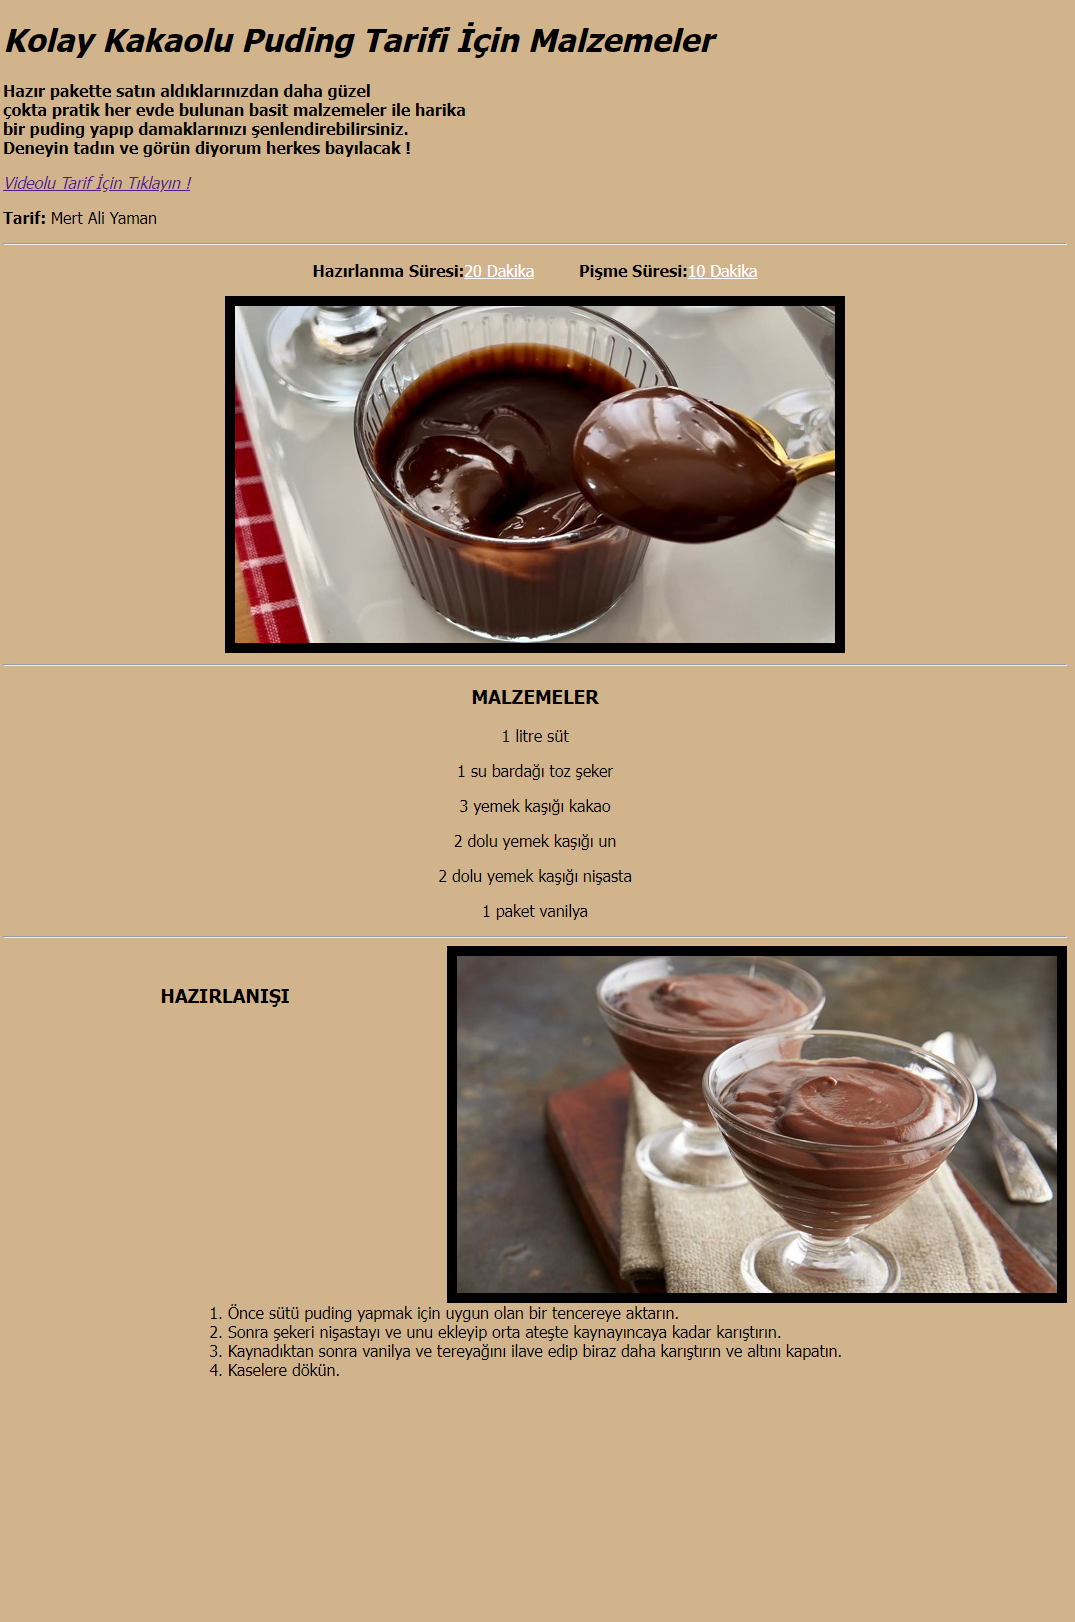 Kolay Kakaolu Puding Tarifi İçin Malzemeler
Hazır pakette satın aldıklarınızdan daha güzel
çokta pratik her evde bulunan basit malzemeler ile harika
bir puding yapıp damaklarınızı şenlendirebilirsiniz.
Deneyin tadın ve görün diyorum herkes bayılacak !
Videolu Tarif İçin Tıklayın !
Tarif: Mert Ali Yaman
Hazırlanma Süresi:20 Dakika Pişme Süresi:10 Dakika
MALZEMELER
1 litre süt
1 su bardağı toz şeker
3 yemek kaşığı kakao
2 dolu yemek kaşığı un
2 dolu yemek kaşığı nişasta
1 paket vanilya
HAZIRLANIŞI
1. Önce sütü puding yapmak için uygun olan bir tencereye aktarın.
2. Sonra şekeri nişastayı ve unu ekleyip orta ateşte kaynayıncaya kadar karıştırın.
3. Kaynadıktan sonra vanilya ve tereyağını ilave edip biraz daha karıştırın ve altını kapatın.
4. Kaselere dökün.